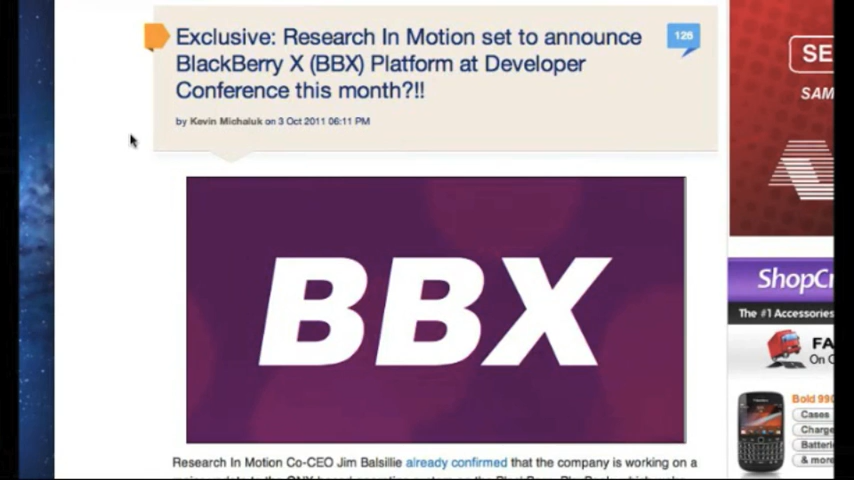 Exclusive: Research In Motion set to announce
BlackBerry X (BBX) Platform at Developer
Conference this month?!!
126
by Kevin Michaluk on 3 Oct 2011 06:11 PM
BBX
Research In Motion Co-CEO Jim Balsillie already confirmed that the company is working on a
SE
SAM
ShopCr
The #1 Accessories
FA
On
Bold 990
Cases
Charge
Batterie
& more